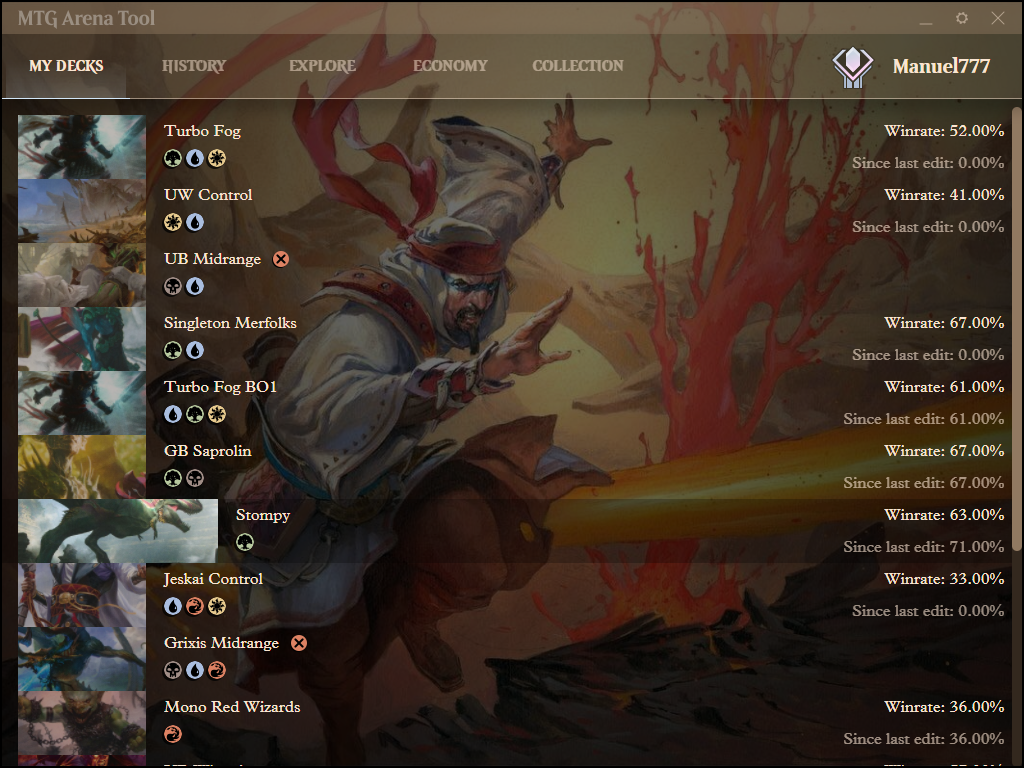 MTG Arena Tool
MY DECKS HISTORY EXPLORE ECONOMY COLLECTION Manuel777
Turbo Fog Winrate: 52.00%
Since last edit: 0.00%
UW Control Winrate: 41.00%
Since last edit: 0.00%
UB Midrange
Singleton Merfolks Winrate: 67.00%
Since last edit: 0.00%
Turbo Fog BO1 Winrate: 61.00%
Since last edit: 61.00%
GB Saprolin Winrate: 67.00%
Since last edit: 67.00%
Stompy Winrate: 63.00%
Since last edit: 71.00%
Jeskai Control Winrate: 33.00%
Since last edit: 0.00%
Grixis Midrange
Mono Red Wizards Winrate: 36.00%
Since last edit: 36.00%